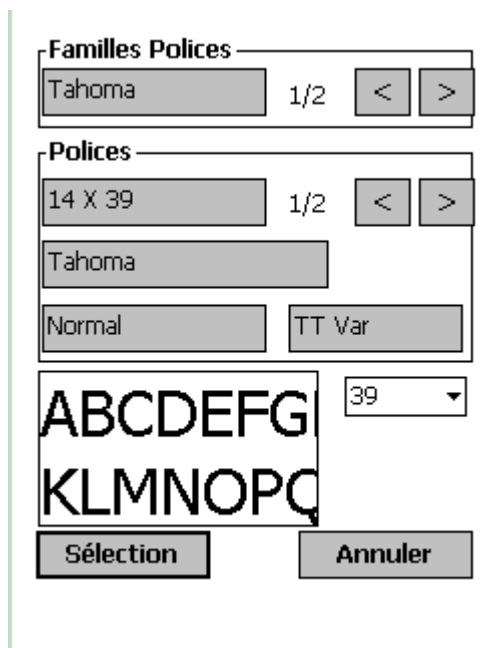 Familles Polices
Tahoma 1/2 < >
Polices
14 X 39 1/2 < >
Tahoma
Normal TT Var
ABCDEFG 39
KLMNOPQ
Sélection Annuler